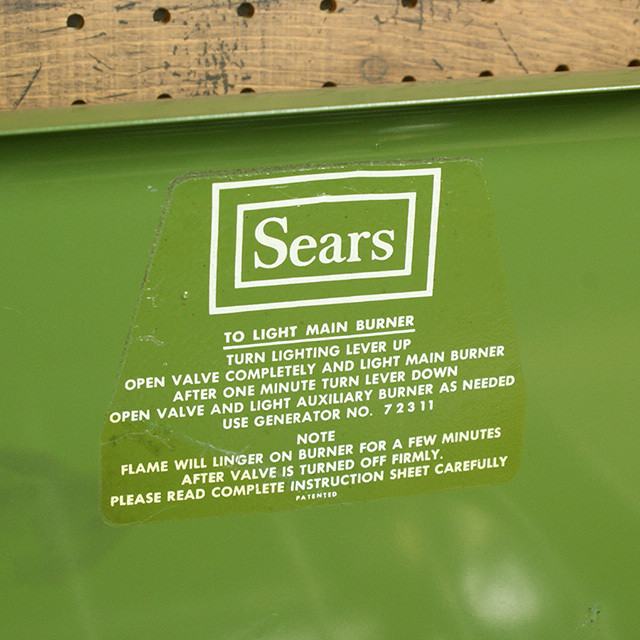 Sears
TO LIGHT MAIN BURNER
TURN LIGHTING LEVER UP
OPEN VALVE COMPLETELY AND LIGHT MAIN BURNER
AFTER ONE MINUTE TURN LEVER DOWN
OPEN VALVE AND LIGHT AUXILIARY BURNER AS NEEDED
USE GENERATOR NO. 72311
NOTE
FLAME WILL LINGER ON BURNER FOR A FEW MINUTES
AFTER VALVE IS TURNED OFF FIRMLY.
PLEASE READ COMPLETE INSTRUCTION SHEET CAREFULLY
PATENTED